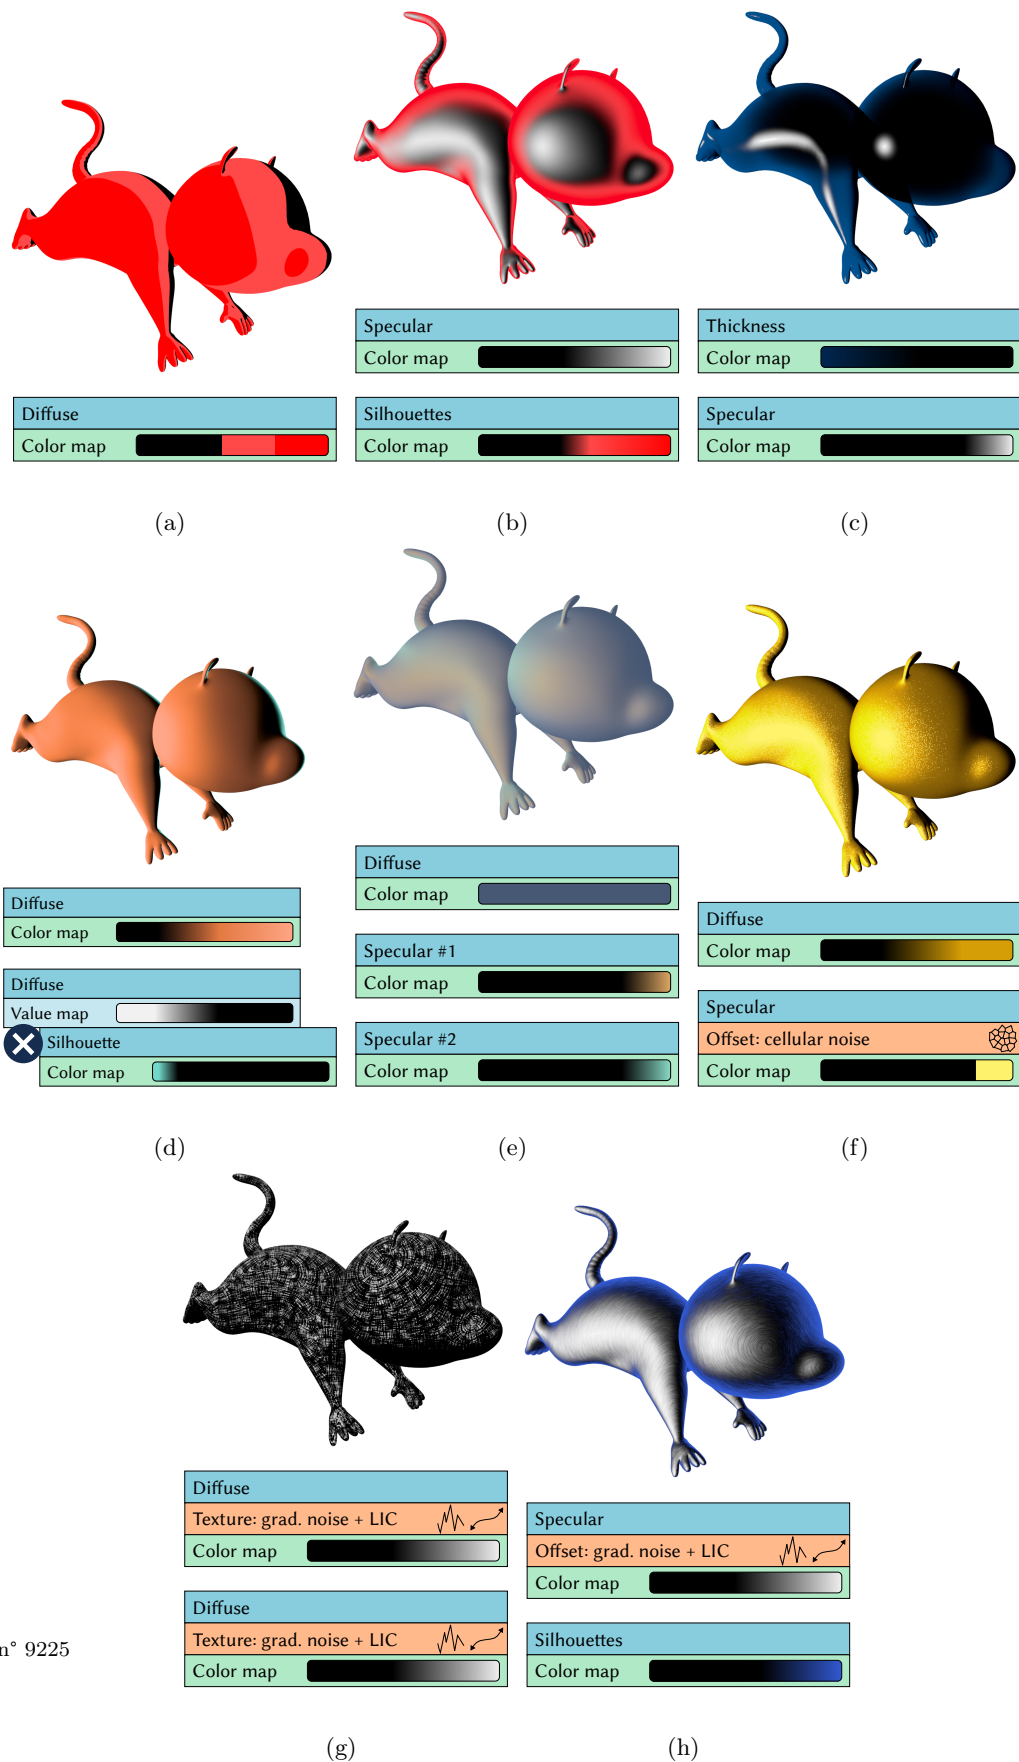 Diffuse
Color map
Specular
Color map
Silhouettes
Color map
Thickness
Color map
Specular
Color map
(a)
(b)
(c)
Diffuse
Color map
Diffuse
Value map
Silhouette
Color map
Diffuse
Color map
Specular #1
Color map
Specular #2
Color map
Diffuse
Color map
Specular
Offset: cellular noise
Color map
(d)
(e)
(f)
Diffuse
Texture: grad. noise + LIC
Color map
Diffuse
Texture: grad. noise + LIC
Color map
Specular
Offset: grad. noise + LIC
Color map
Silhouettes
Color map
n° 9225
(g)
(h)